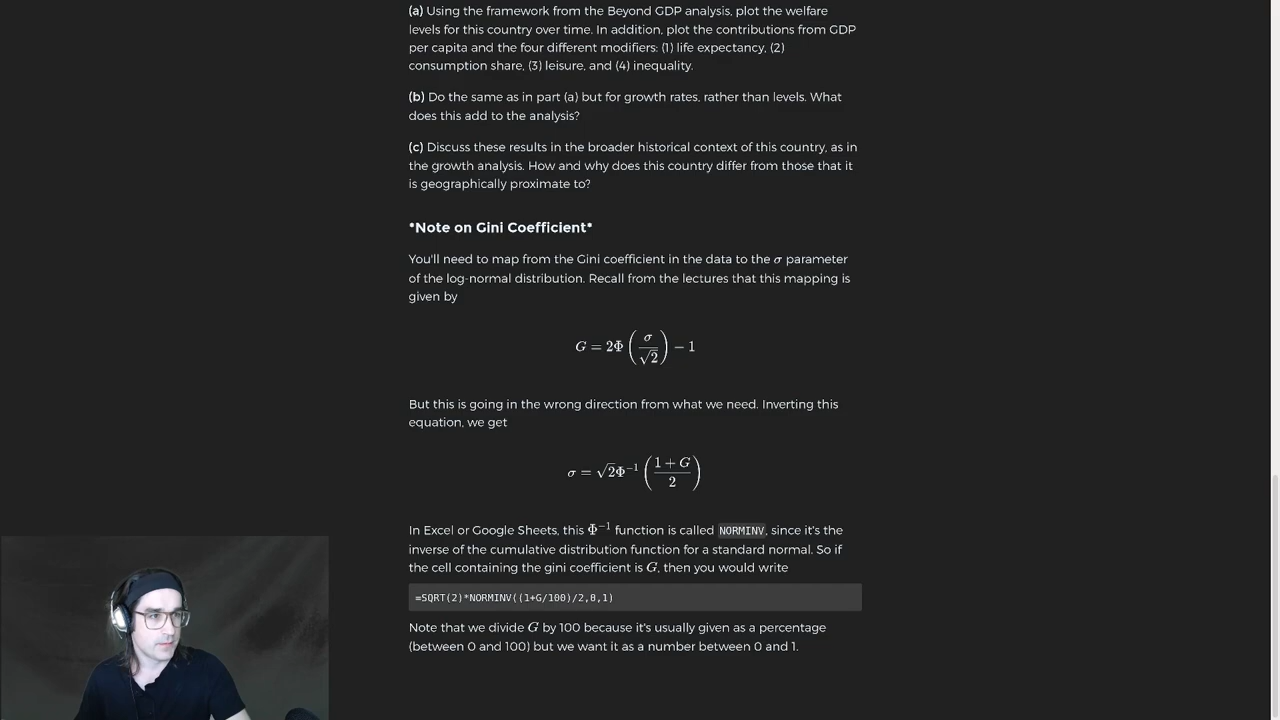 (a) Using the framework from the Beyond GDP analysis, plot the welfare
levels for this country over time. In addition, plot the contributions from GDP
per capita and the four different modifiers: (1) life expectancy, (2)
consumption share, (3) leisure, and (4) inequality.
(b) Do the same as in part (a) but for growth rates, rather than levels. What
does this add to the analysis?
(c) Discuss these results in the broader historical context of this country, as in
the growth analysis. How and why does this country differ from those that it
is geographically proximate to?
*Note on Gini Coefficient*
You'll need to map from the Gini coefficient in the data to the σ parameter
of the log-normal distribution. Recall from the lectures that this mapping is
given by
G = 2Φ(σ/√2) − 1
But this is going in the wrong direction from what we need. Inverting this
equation, we get
σ = √2Φ⁻¹((1 + G)/2)
In Excel or Google Sheets, this Φ⁻¹ function is called NORMINV, since it's the
inverse of the cumulative distribution function for a standard normal. So if
the cell containing the gini coefficient is G, then you would write
=SQRT(2)*NORMINV((1+G/100)/2,0,1)
Note that we divide G by 100 because it's usually given as a percentage
(between 0 and 100) but we want it as a number between 0 and 1.